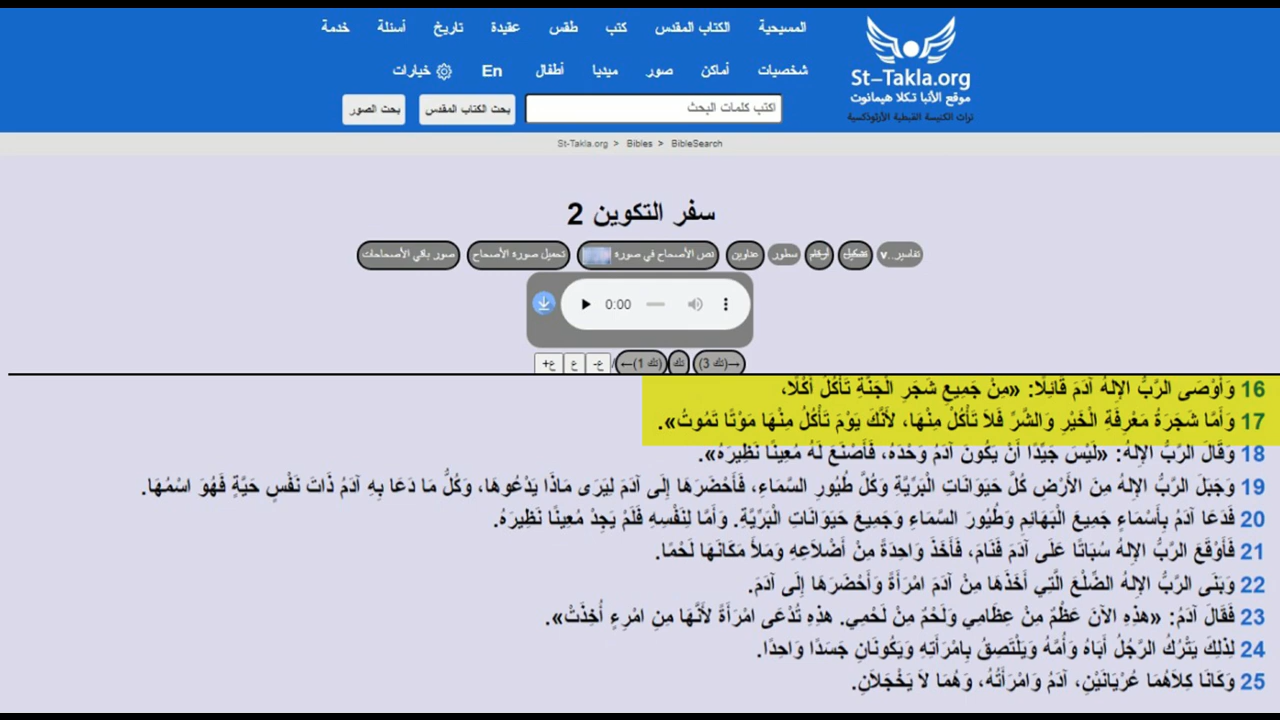 المسيحية الكتاب المقدس كتب طقس عقيدة تاريخ أسئلة خدمة
شخصيات أماكن صور ميديا أطفال En خيارات
St-Takla.org
موقع الأنبا تكلا هيمانوت
تراث الكنيسة القبطية الأرثوذكسية
اكتب كلمات البحث بحث الكتاب المقدس بحث الصور
St-Takla.org > Bibles > BibleSearch
سفر التكوين 2
تفاسير..v تشكيل أرقام سطور عناوين نص الأصحاح في صورة تحميل صورة الأصحاح صور باقي الأصحاحات
0:00
→(تك 3) تك (تك 1)← / ع- ع ع+
16 وَأَوْصَى الرَّبُّ الإِلهُ آدَمَ قَائِلًا: «مِنْ جَمِيعِ شَجَرِ الْجَنَّةِ تَأْكُلُ أَكْلًا،
17 وَأَمَّا شَجَرَةُ مَعْرِفَةِ الْخَيْرِ وَالشَّرِّ فَلاَ تَأْكُلْ مِنْهَا، لأَنَّكَ يَوْمَ تَأْكُلُ مِنْهَا مَوْتًا تَمُوتُ».
18 وَقَالَ الرَّبُّ الإِلهُ: «لَيْسَ جَيِّدًا أَنْ يَكُونَ آدَمُ وَحْدَهُ، فَأَصْنَعَ لَهُ مُعِينًا نَظِيرَهُ».
19 وَجَبَلَ الرَّبُّ الإِلهُ مِنَ الأَرْضِ كُلَّ حَيَوَانَاتِ الْبَرِّيَّةِ وَكُلَّ طُيُورِ السَّمَاءِ، فَأَحْضَرَهَا إِلَى آدَمَ لِيَرَى مَاذَا يَدْعُوهَا، وَكُلُّ مَا دَعَا بِهِ آدَمُ ذَاتَ نَفْسٍ حَيَّةٍ فَهُوَ اسْمُهَا.
20 فَدَعَا آدَمُ بِأَسْمَاءٍ جَمِيعَ الْبَهَائِمِ وَطُيُورَ السَّمَاءِ وَجَمِيعَ حَيَوَانَاتِ الْبَرِّيَّةِ. وَأَمَّا لِنَفْسِهِ فَلَمْ يَجِدْ مُعِينًا نَظِيرَهُ.
21 فَأَوْقَعَ الرَّبُّ الإِلهُ سُبَاتًا عَلَى آدَمَ فَنَامَ، فَأَخَذَ وَاحِدَةً مِنْ أَضْلاَعِهِ وَمَلأَ مَكَانَهَا لَحْمًا.
22 وَبَنَى الرَّبُّ الإِلهُ الضِّلْعَ الَّتِي أَخَذَهَا مِنْ آدَمَ امْرَأَةً وَأَحْضَرَهَا إِلَى آدَمَ.
23 فَقَالَ آدَمُ: «هذِهِ الآنَ عَظْمٌ مِنْ عِظَامِي وَلَحْمٌ مِنْ لَحْمِي. هذِهِ تُدْعَى امْرَأَةً لأَنَّهَا مِنِ امْرِءٍ أُخِذَتْ».
24 لِذلِكَ يَتْرُكُ الرَّجُلُ أَبَاهُ وَأُمَّهُ وَيَلْتَصِقُ بِامْرَأَتِهِ وَيَكُونَانِ جَسَدًا وَاحِدًا.
25 وَكَانَا كِلاَهُمَا عُرْيَانَيْنِ، آدَمُ وَامْرَأَتُهُ، وَهُمَا لاَ يَخْجَلاَنِ.